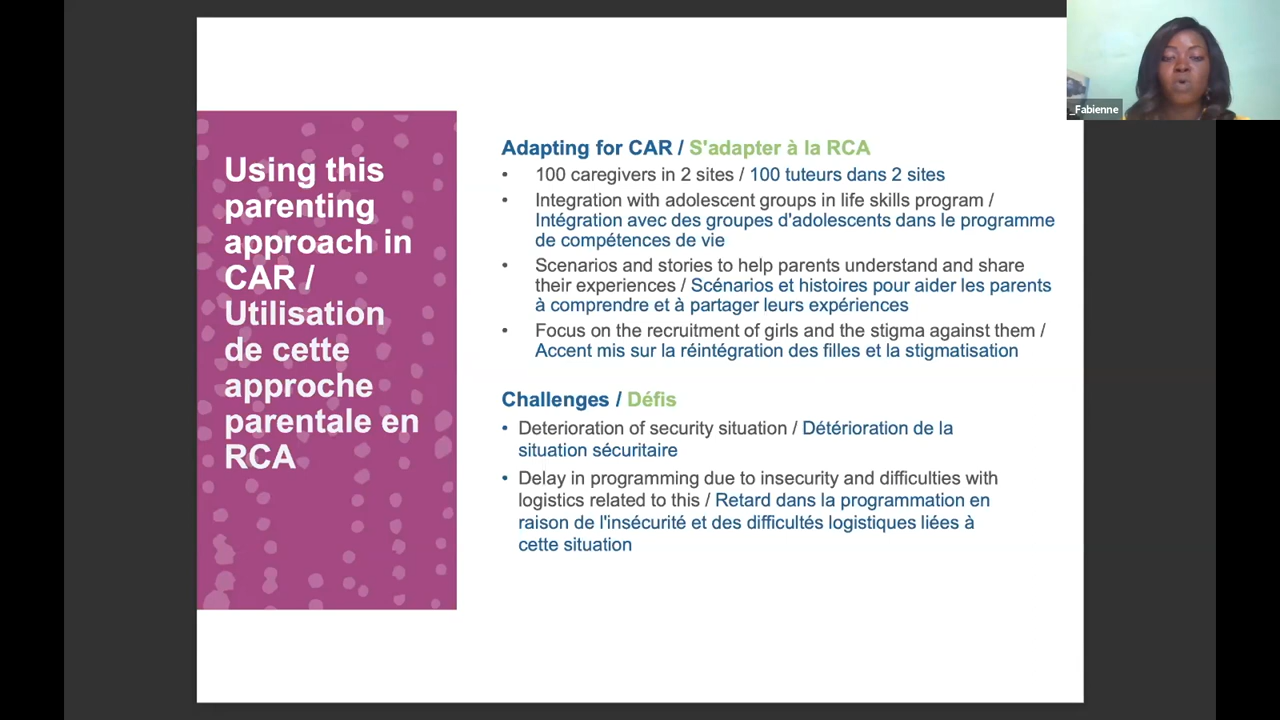 _Fabienne
Using this
parenting
approach in
CAR /
Utilisation
de cette
approche
parentale en
RCA
Adapting for CAR / S'adapter à la RCA
• 100 caregivers in 2 sites / 100 tuteurs dans 2 sites
• Integration with adolescent groups in life skills program /
Intégration avec des groupes d'adolescents dans le programme
de compétences de vie
• Scenarios and stories to help parents understand and share
their experiences / Scénarios et histoires pour aider les parents
à comprendre et à partager leurs expériences
• Focus on the recruitment of girls and the stigma against them /
Accent mis sur la réintégration des filles et la stigmatisation
Challenges / Défis
• Deterioration of security situation / Détérioration de la
situation sécuritaire
• Delay in programming due to insecurity and difficulties with
logistics related to this / Retard dans la programmation en
raison de l'insécurité et des difficultés logistiques liées à
cette situation